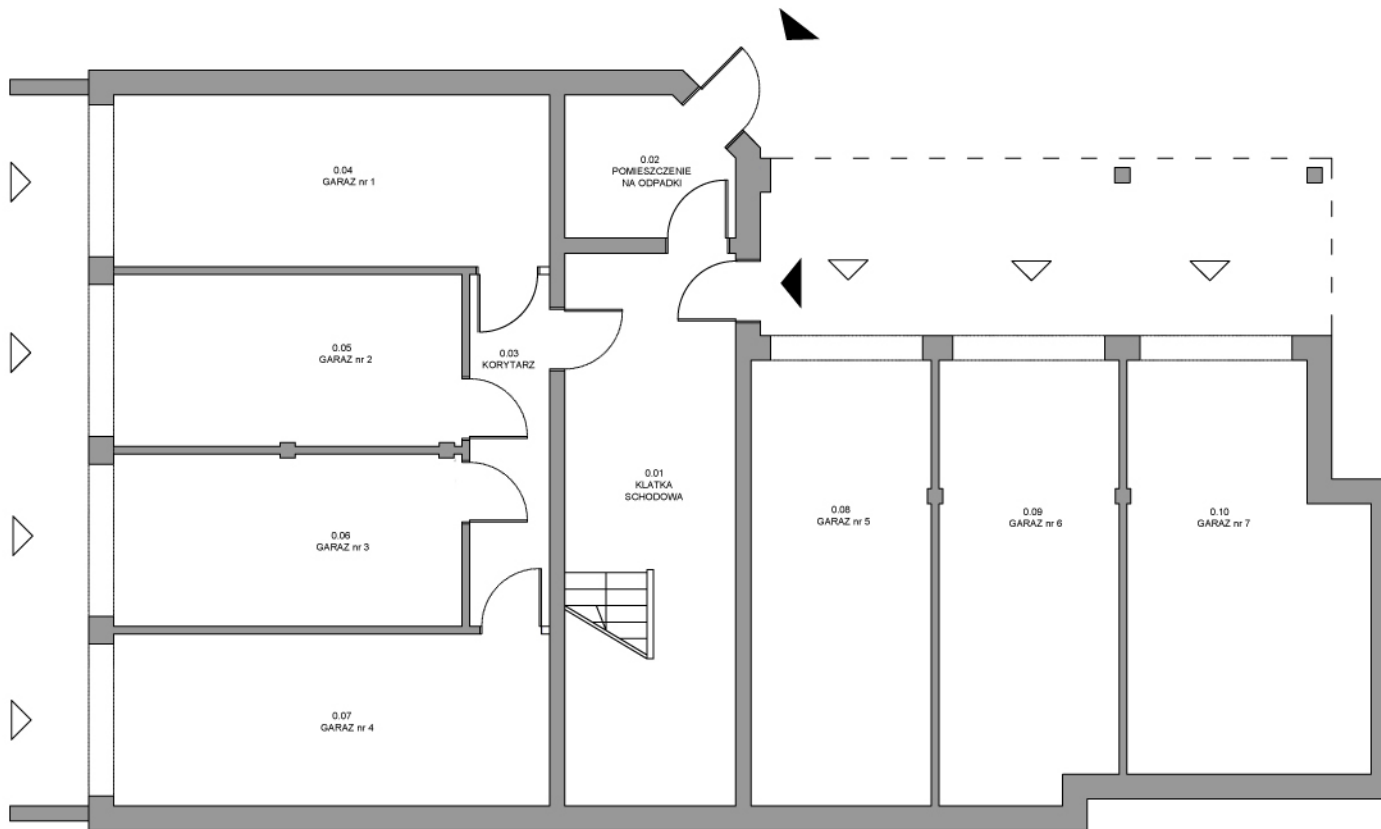 0.04
GARAZ nr 1
0.02
POMIESZCZENIE
NA ODPADKI
0.05
GARAZ nr 2
0.03
KORYTARZ
0.01
KLATKA
SCHODOWA
0.06
GARAZ nr 3
0.08
GARAZ nr 5
0.09
GARAZ nr 6
0.10
GARAZ nr 7
0.07
GARAZ nr 4